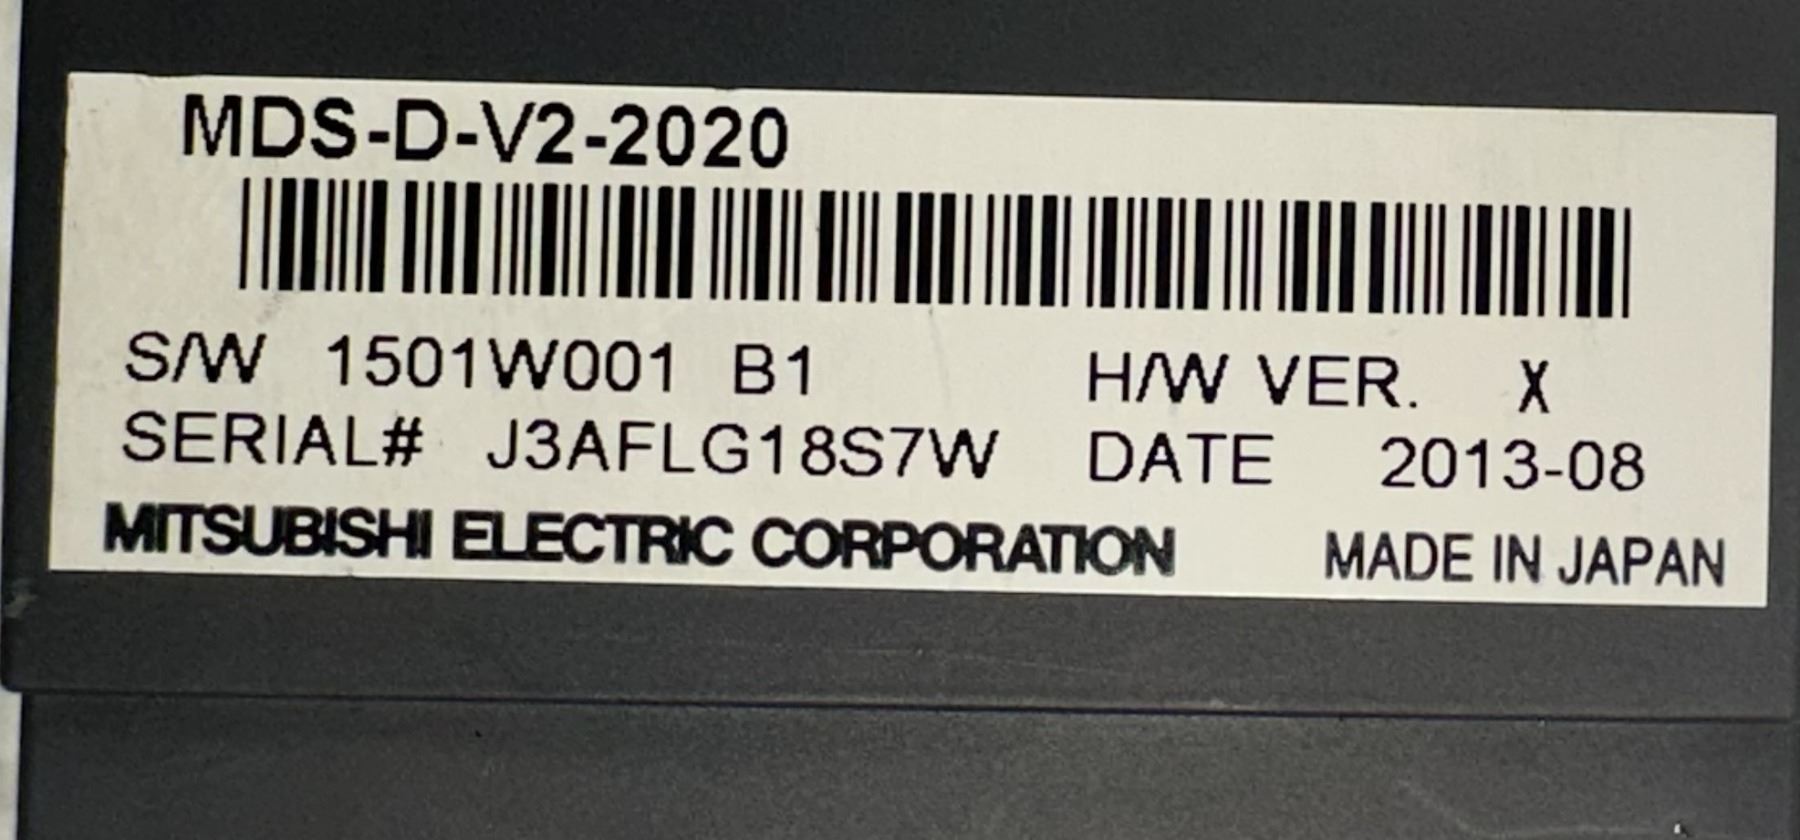 MDS-D-V2-2020
S/W 1501W001 B1 H/W VER. X
SERIAL# J3AFLG18S7W DATE 2013-08
MITSUBISHI ELECTRIC CORPORATION MADE IN JAPAN